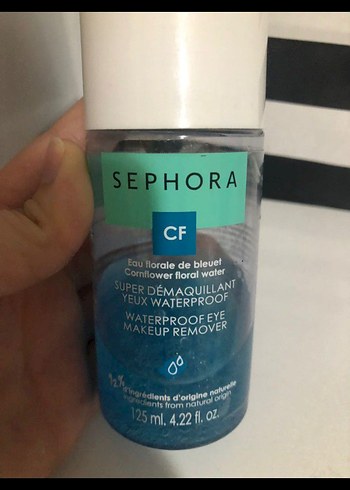 SEPHORA
CF
Eau florale de bleuet
Cornflower floral water
SUPER DÉMAQUILLANT
YEUX WATERPROOF
WATERPROOF EYE
MAKEUP REMOVER
92% d'ingrédients d'origine naturelle
ingredients from natural origin
125 ml. 4.22 fl. oz.